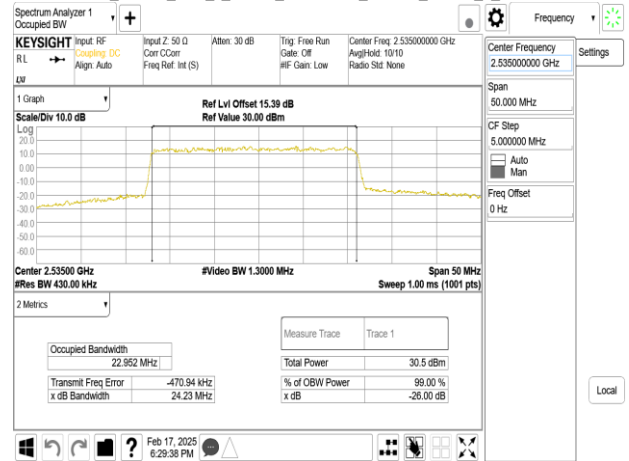 Spectrum Analyzer 1
Occupied BW
Frequency
KEYSIGHT
RL
Input: RF
Coupling: DC
Align: Auto
Input Z: 50 Ω
Corr CCorr
Freq Ref: Int (S)
Atten: 30 dB
Trig: Free Run
Gate: Off
#IF Gain: Low
Center Freq: 2.535000000 GHz
Avg|Hold: 10/10
Radio Std: None
LXI
Center Frequency
2.535000000 GHz
Settings
Span
50.000 MHz
CF Step
5.000000 MHz
Auto
Man
Freq Offset
0 Hz
1 Graph
Scale/Div 10.0 dB
Ref Lvl Offset 15.39 dB
Ref Value 30.00 dBm
Log
20.0
10.0
0.00
-10.0
-20.0
-30.0
-40.0
-50.0
-60.0
Center 2.53500 GHz
#Video BW 1.3000 MHz
Span 50 MHz
#Res BW 430.00 kHz
Sweep 1.00 ms (1001 pts)
2 Metrics
Measure Trace Trace 1
Occupied Bandwidth
22.952 MHz
Total Power 30.5 dBm
Transmit Freq Error -470.94 kHz
% of OBW Power 99.00 %
x dB Bandwidth 24.23 MHz
x dB -26.00 dB
Local
Feb 17, 2025
6:29:38 PM